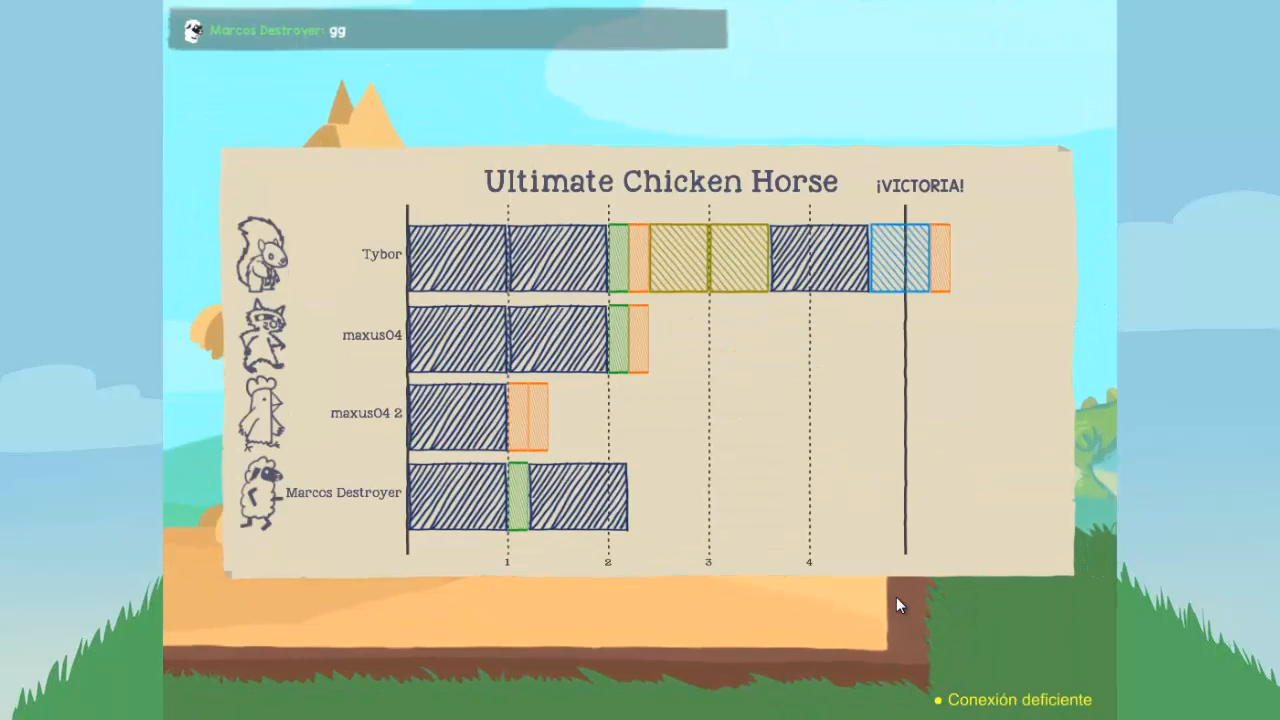 Marcos Destroyer: gg
Ultimate Chicken Horse
¡VICTORIA!
Tybor
maxus04
maxus04 2
Marcos Destroyer
1 2 3 4
Conexión deficiente